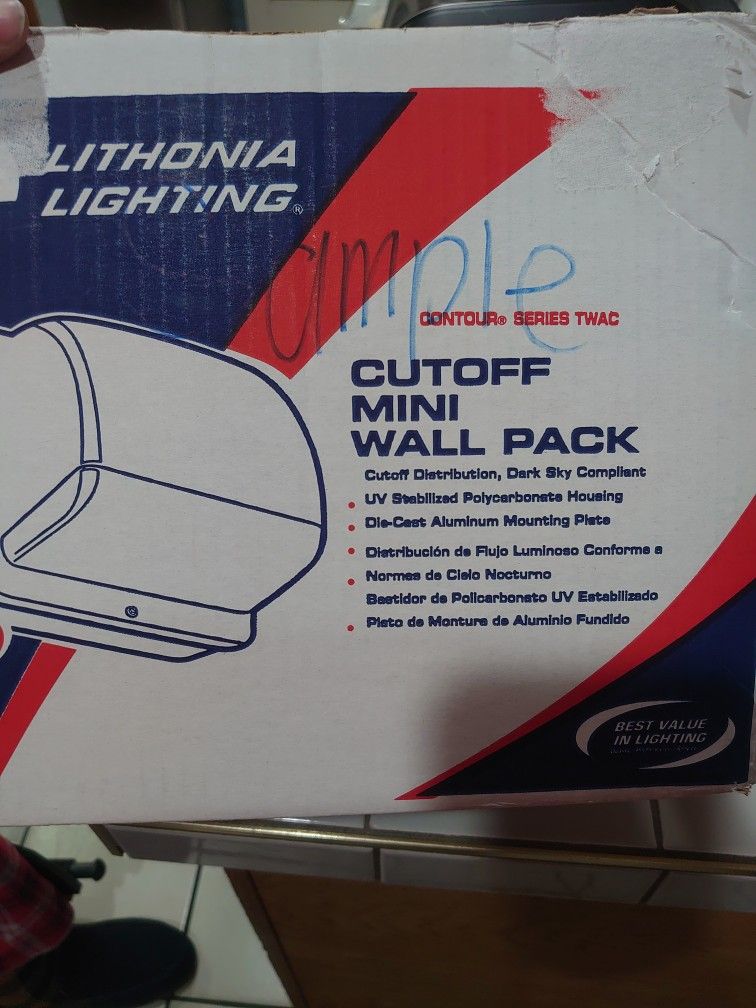 LITHONIA
LIGHTING®
ample
CONTOUR® SERIES TWAC
CUTOFF
MINI
WALL PACK
Cutoff Distribution, Dark Sky Compliant
• UV Stabilized Polycarbonate Housing
• Die-Cast Aluminum Mounting Plate
• Distribución de Flujo Luminoso Conforme a
• Normas de Cielo Nocturno
Bastidor de Policarbonato UV Estabilizado
• Plato de Montura de Aluminio Fundido
BEST VALUE
IN LIGHTING